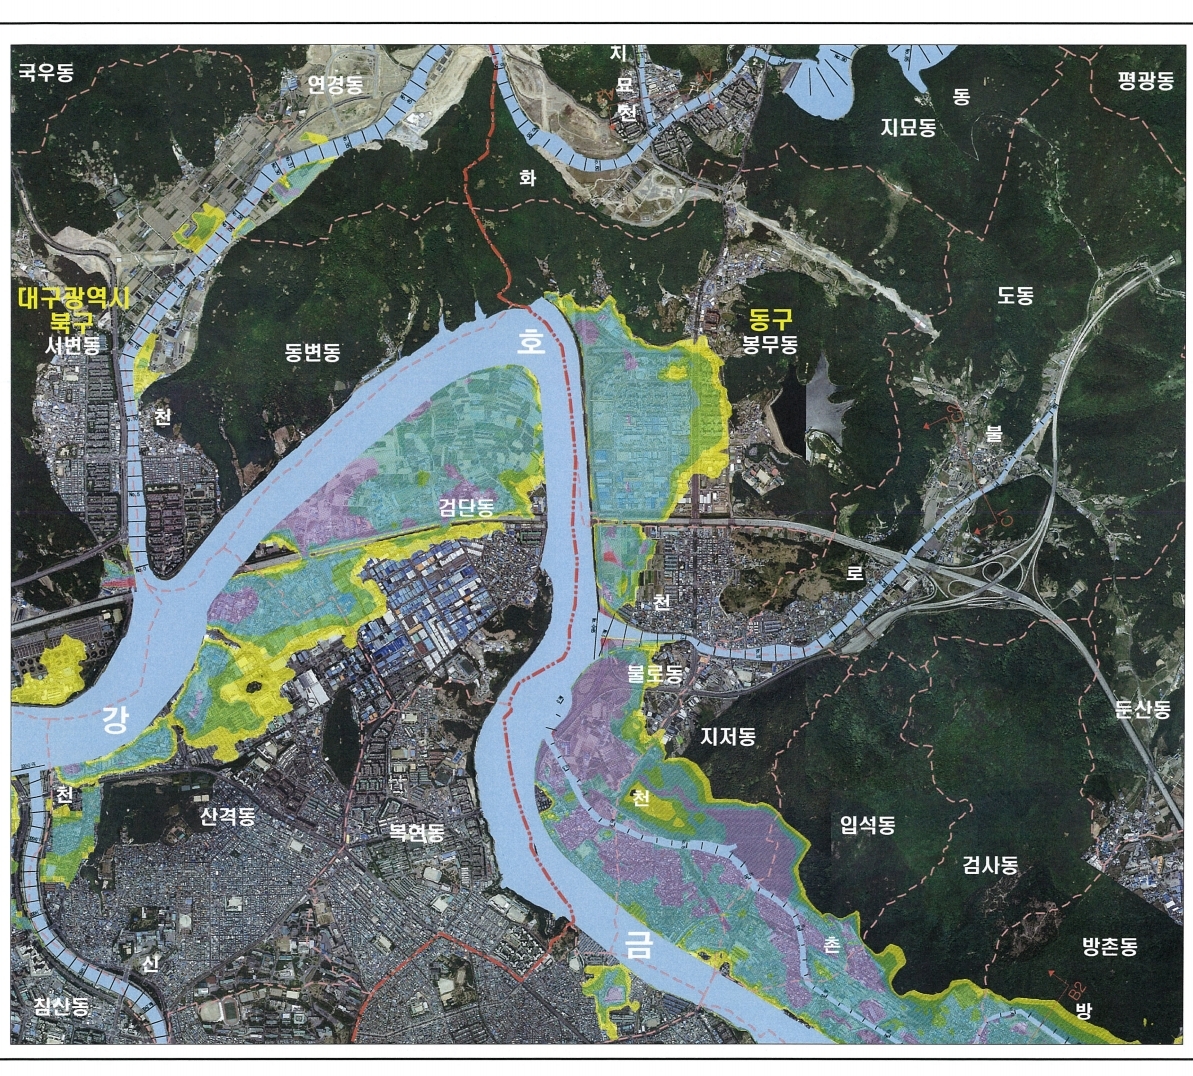 국우동
연경동
지
묘
천
동
지묘동
평광동
화
대구광역시
북구
서변동
동변동
호
동구
봉무동
도동
천
불
검단동
로
천
불로동
강
지저동
둔산동
천
천
산격동
복현동
입석동
검사동
금
촌
방촌동
신
침산동
B2
방